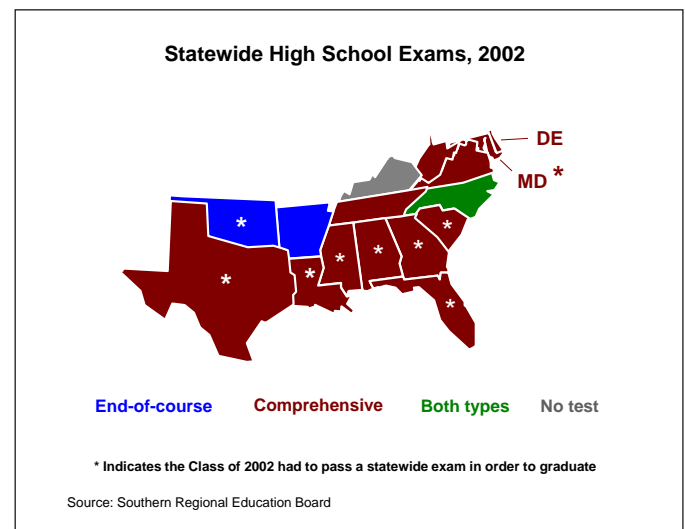 Statewide High School Exams, 2002
DE
MD *
*
*
*
*
*
*
*
*
End-of-course Comprehensive Both types No test
* Indicates the Class of 2002 had to pass a statewide exam in order to graduate
Source: Southern Regional Education Board